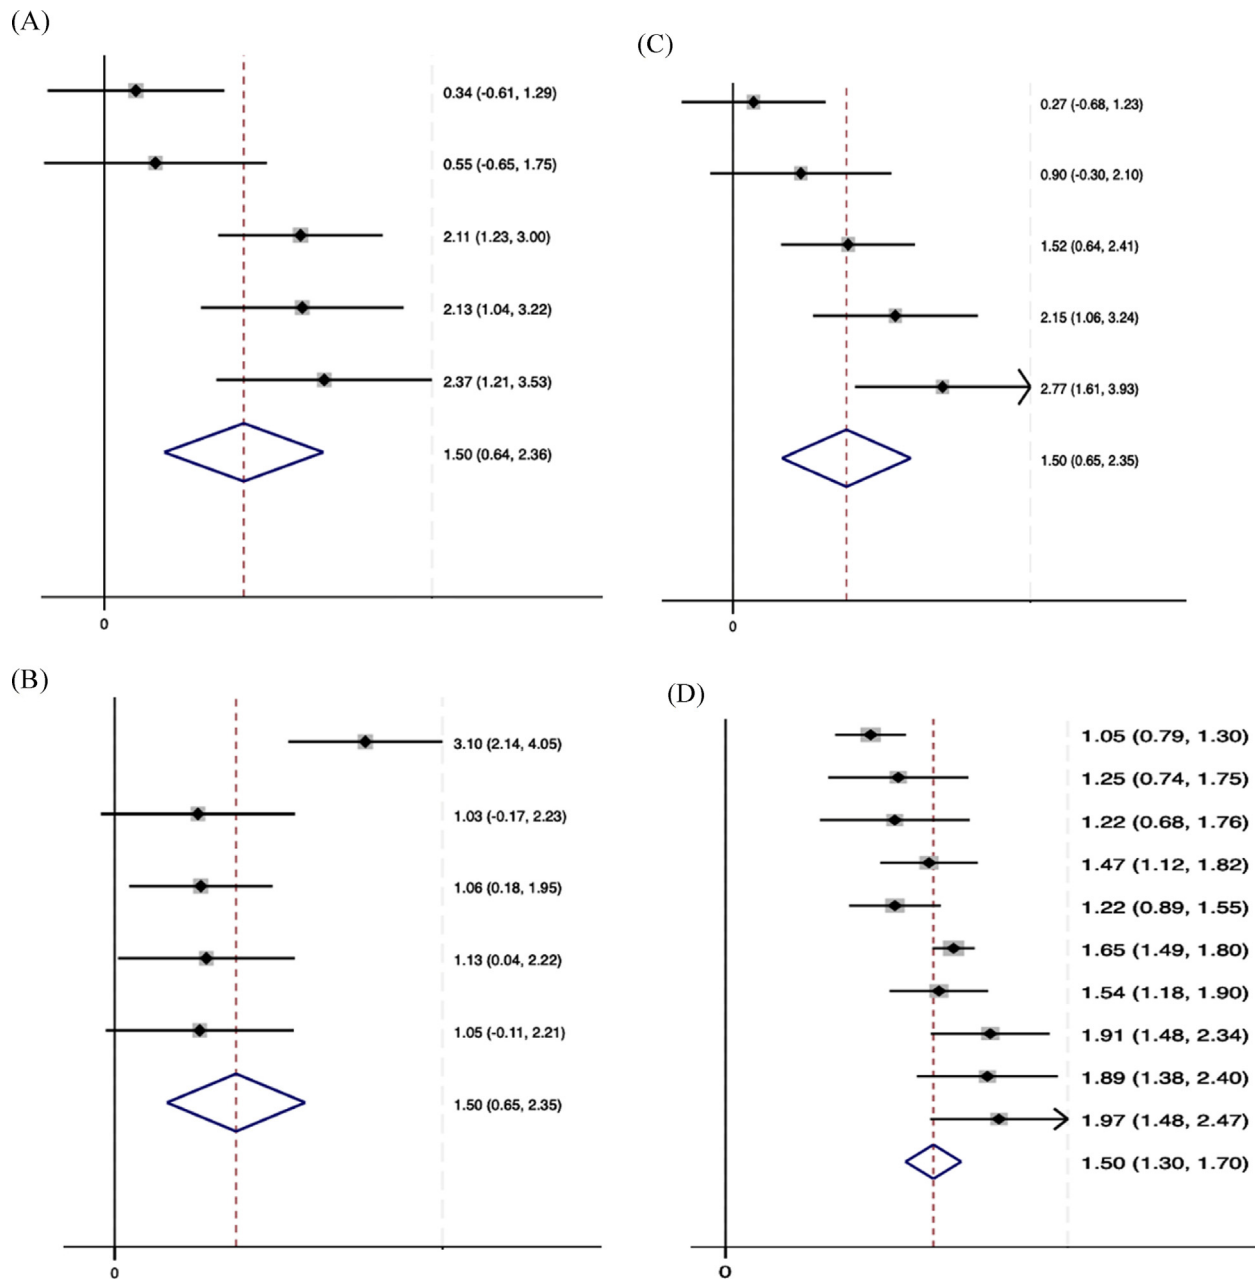 (A)
0.34 (-0.61, 1.29)
0.55 (-0.65, 1.75)
2.11 (1.23, 3.00)
2.13 (1.04, 3.22)
2.37 (1.21, 3.53)
1.50 (0.64, 2.36)
0
(C)
0.27 (-0.68, 1.23)
0.90 (-0.30, 2.10)
1.52 (0.64, 2.41)
2.15 (1.06, 3.24)
2.77 (1.61, 3.93)
1.50 (0.65, 2.35)
0
(B)
3.10 (2.14, 4.05)
1.03 (-0.17, 2.23)
1.06 (0.18, 1.95)
1.13 (0.04, 2.22)
1.05 (-0.11, 2.21)
1.50 (0.65, 2.35)
0
(D)
1.05 (0.79, 1.30)
1.25 (0.74, 1.75)
1.22 (0.68, 1.76)
1.47 (1.12, 1.82)
1.22 (0.89, 1.55)
1.65 (1.49, 1.80)
1.54 (1.18, 1.90)
1.91 (1.48, 2.34)
1.89 (1.38, 2.40)
1.97 (1.48, 2.47)
1.50 (1.30, 1.70)
0